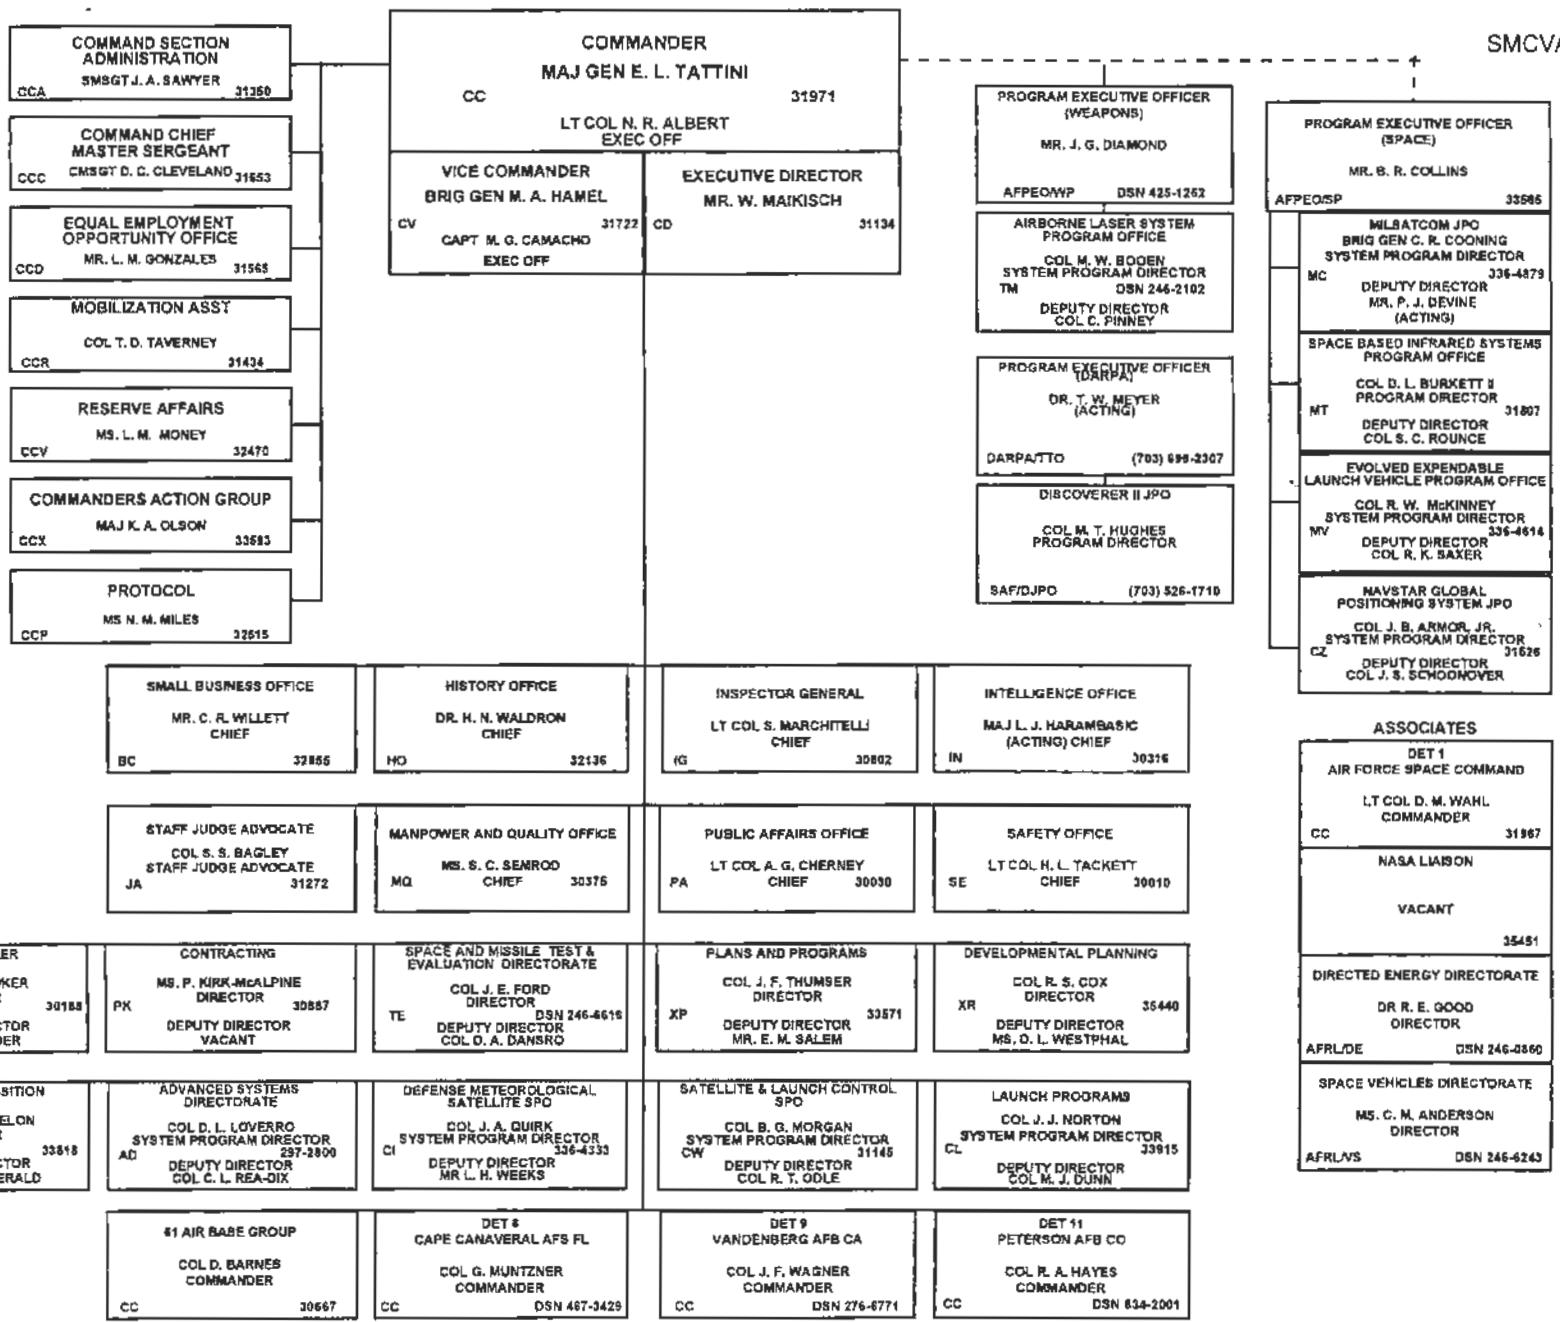 SMCVA
COMMAND SECTION
ADMINISTRATION
SMSGT J. A. SAWYER
CCA 31350
COMMAND CHIEF
MASTER SERGEANT
CMSGT D. C. CLEVELAND
CCC 31653
EQUAL EMPLOYMENT
OPPORTUNITY OFFICE
MR. L. M. GONZALES
CCD 31565
MOBILIZATION ASST
COL T. D. TAVERNEY
CCR 31434
RESERVE AFFAIRS
MS. L. M. MONEY
CCV 32470
COMMANDERS ACTION GROUP
MAJ K. A. OLSON
CCX 33583
PROTOCOL
MS N. M. MILES
CCP 32515
COMMANDER
MAJ GEN E. L. TATTINI
CC 31971
LT COL N. R. ALBERT
EXEC OFF
VICE COMMANDER
BRIG GEN M. A. HAMEL
CV 31722
CAPT M. G. CAMACHO
EXEC OFF
EXECUTIVE DIRECTOR
MR. W. MAIKISCH
CD 31134
PROGRAM EXECUTIVE OFFICER
(WEAPONS)
MR. J. G. DIAMOND
AFPEO/WP DSN 425-1262
AIRBORNE LASER SYSTEM
PROGRAM OFFICE
COL M. W. BOOEN
SYSTEM PROGRAM DIRECTOR
TM DSN 246-2102
DEPUTY DIRECTOR
COL C. PINNEY
PROGRAM EXECUTIVE OFFICER
(DARPA)
DR. T. W. MEYER
(ACTING)
DARPA/TTO (703) 696-2307
DISCOVERER II JPO
COL M. T. HUGHES
PROGRAM DIRECTOR
SAF/DJPO (703) 526-1710
PROGRAM EXECUTIVE OFFICER
(SPACE)
MR. B. R. COLLINS
AFPEO/SP 33585
MILSATCOM JPO
BRIG GEN C. R. COONING
SYSTEM PROGRAM DIRECTOR
MC 336-4879
DEPUTY DIRECTOR
MR. P. J. DEVINE
(ACTING)
SPACE BASED INFRARED SYSTEMS
PROGRAM OFFICE
COL D. L. BURKETT II
PROGRAM DIRECTOR
MT 31807
DEPUTY DIRECTOR
COL S. C. ROUNCE
EVOLVED EXPENDABLE
LAUNCH VEHICLE PROGRAM OFFICE
COL R. W. McKINNEY
SYSTEM PROGRAM DIRECTOR
MV 336-4614
DEPUTY DIRECTOR
COL R. K. SAXER
NAVSTAR GLOBAL
POSITIONING SYSTEM JPO
COL J. B. ARMOR, JR.
SYSTEM PROGRAM DIRECTOR
CZ 31526
DEPUTY DIRECTOR
COL J. S. SCHOONOVER
SMALL BUSINESS OFFICE
MR. C. R. WILLETT
CHIEF
BC 32855
HISTORY OFFICE
DR. H. N. WALDRON
CHIEF
HO 32136
INSPECTOR GENERAL
LT COL S. MARCHITELLI
CHIEF
IG 30802
INTELLIGENCE OFFICE
MAJ L. J. HARAMBASIC
(ACTING) CHIEF
IN 30316
STAFF JUDGE ADVOCATE
COL S. S. BAGLEY
STAFF JUDGE ADVOCATE
JA 31272
MANPOWER AND QUALITY OFFICE
MS. S. C. SEMROD
MQ CHIEF 30375
PUBLIC AFFAIRS OFFICE
LT COL A. G. CHERNEY
PA CHIEF 30030
SAFETY OFFICE
LT COL H. L. TACKETT
SE CHIEF 30010
ER
KER
30188
CTOR
DER
CONTRACTING
MS. P. KIRK-McALPINE
DIRECTOR
PK 30887
DEPUTY DIRECTOR
VACANT
SPACE AND MISSILE TEST &
EVALUATION DIRECTORATE
COL J. E. FORD
DIRECTOR
TE DSN 246-6616
DEPUTY DIRECTOR
COL D. A. DANSRO
PLANS AND PROGRAMS
COL J. F. THUMSER
DIRECTOR
XP 33571
DEPUTY DIRECTOR
MR. E. M. SALEM
DEVELOPMENTAL PLANNING
COL R. S. COX
DIRECTOR
XR 35440
DEPUTY DIRECTOR
MS. D. L. WESTPHAL
SITION
ELON
33518
CTOR
ERALD
ADVANCED SYSTEMS
DIRECTORATE
COL D. L. LOVERRO
SYSTEM PROGRAM DIRECTOR
AD 297-2800
DEPUTY DIRECTOR
COL C. L. REA-DIX
DEFENSE METEOROLOGICAL
SATELLITE SPO
COL J. A. QUIRK
SYSTEM PROGRAM DIRECTOR
CI 336-4333
DEPUTY DIRECTOR
MR L. H. WEEKS
SATELLITE & LAUNCH CONTROL
SPO
COL B. G. MORGAN
SYSTEM PROGRAM DIRECTOR
CW 31145
DEPUTY DIRECTOR
COL R. T. ODLE
LAUNCH PROGRAMS
COL J. J. NORTON
SYSTEM PROGRAM DIRECTOR
CL 33915
DEPUTY DIRECTOR
COL M. J. DUNN
61 AIR BASE GROUP
COL D. BARNES
COMMANDER
CC 30667
DET 8
CAPE CANAVERAL AFS FL
COL G. MUNTZNER
COMMANDER
CC DSN 467-3429
DET 9
VANDENBERG AFB CA
COL J. F. WAGNER
COMMANDER
CC DSN 276-6771
DET 11
PETERSON AFB CO
COL R. A. HAYES
COMMANDER
CC DSN 834-2001
ASSOCIATES
DET 1
AIR FORCE SPACE COMMAND
LT COL D. M. WAHL
COMMANDER
CC 31967
NASA LIAISON
VACANT
35451
DIRECTED ENERGY DIRECTORATE
DR R. E. GOOD
DIRECTOR
AFRL/DE DSN 246-0860
SPACE VEHICLES DIRECTORATE
MS. C. M. ANDERSON
DIRECTOR
AFRL/VS DSN 246-6243